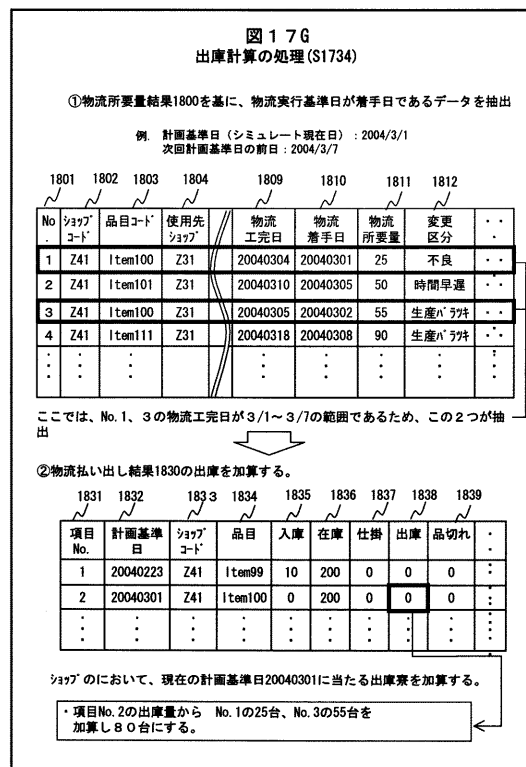 図１７G
出庫計算の処理(S1734)
①物流所要量結果1800を基に、物流実行基準日が着手日であるデータを抽出
例. 計画基準日（シミュレート現在日）：2004/3/1
次回計画基準日の前日：2004/3/7
1801 1802 1803 1804 1809 1810 1811 1812
No. ｼｮｯﾌﾟｺｰﾄﾞ 品目ｺｰﾄﾞ 使用先ｼｮｯﾌﾟ 物流工完日 物流着手日 物流所要量 変更区分 ・・
1 Z41 Item100 Z31 20040304 20040301 25 不良 ・・
2 Z41 Item101 Z31 20040310 20040305 50 時間早遅 ・・
3 Z41 Item100 Z31 20040305 20040302 55 生産ﾊﾞﾗﾂｷ ・・
4 Z41 Item111 Z31 20040318 20040308 90 生産ﾊﾞﾗﾂｷ ・・
ここでは、No.1、３の物流工完日が３/1～３/7の範囲であるため、この２つが抽
出
②物流払い出し結果1830の出庫を加算する。
1831 1832 1833 1834 1835 1836 1837 1838 1839
項目No. 計画基準日 ｼｮｯﾌﾟｺｰﾄﾞ 品目 入庫 在庫 仕掛 出庫 品切れ
1 20040223 Z41 Item99 10 200 0 0 0
2 20040301 Z41 Item100 0 200 0 0 0
ｼｮｯﾌﾟのにおいて、現在の計画基準日20040301に当たる出庫寮を加算する。
・項目No.2の出庫量から No.1の25台、No.3の55台を
加算し８０台にする。